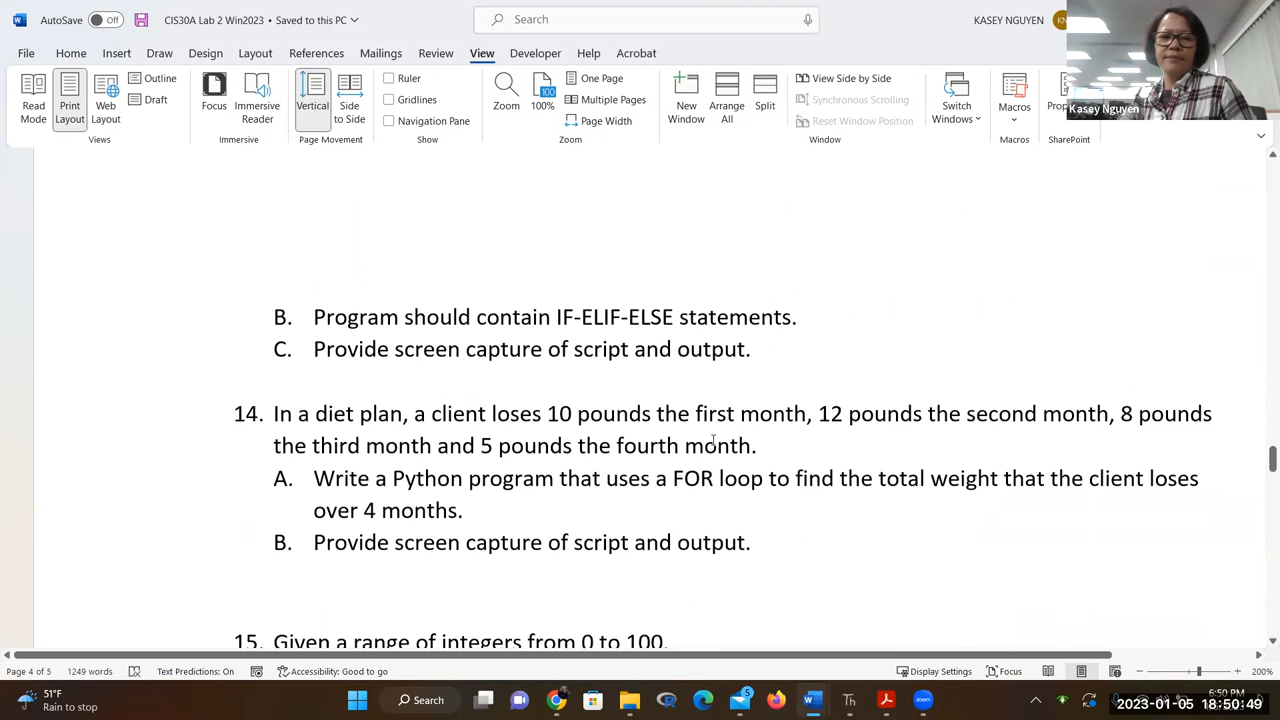 AutoSave Off CIS30A Lab 2 Win2023 • Saved to this PC Search KASEY NGUYEN KN
File Home Insert Draw Design Layout References Mailings Review View Developer Help Acrobat
Read Mode Print Layout Web Layout Outline Draft Focus Immersive Reader Vertical Side to Side Ruler Gridlines Navigation Pane Zoom 100 100% One Page Multiple Pages Page Width New Window Arrange All Split View Side by Side Synchronous Scrolling Reset Window Position Switch Windows Macros Kasey Nguyen
Views Immersive Page Movement Show Zoom Window Macros SharePoint
B. Program should contain IF-ELIF-ELSE statements.
C. Provide screen capture of script and output.
14. In a diet plan, a client loses 10 pounds the first month, 12 pounds the second month, 8 pounds
the third month and 5 pounds the fourth month.
A. Write a Python program that uses a FOR loop to find the total weight that the client loses
over 4 months.
B. Provide screen capture of script and output.
15. Given a range of integers from 0 to 100.
Page 4 of 5 1249 words Text Predictions: On Accessibility: Good to go Display Settings Focus 200%
51°F
Rain to stop
Search 5 zoom 6:50 PM
2023-01-05 18:50:49